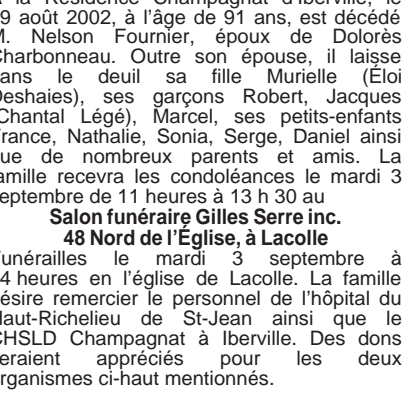 à la Résidence Champagnat d'Iberville, le
9 août 2002, à l'âge de 91 ans, est décédé
M. Nelson Fournier, époux de Dolorès
Charbonneau. Outre son épouse, il laisse
dans le deuil sa fille Murielle (Éloi
Deshaies), ses garçons Robert, Jacques
(Chantal Légé), Marcel, ses petits-enfants
France, Nathalie, Sonia, Serge, Daniel ainsi
que de nombreux parents et amis. La
famille recevra les condoléances le mardi 3
septembre de 11 heures à 13 h 30 au
Salon funéraire Gilles Serre inc.
48 Nord de l'Église, à Lacolle
Funérailles le mardi 3 septembre à
4 heures en l'église de Lacolle. La famille
désire remercier le personnel de l'hôpital du
Haut-Richelieu de St-Jean ainsi que le
CHSLD Champagnat à Iberville. Des dons
seraient appréciés pour les deux
organismes ci-haut mentionnés.